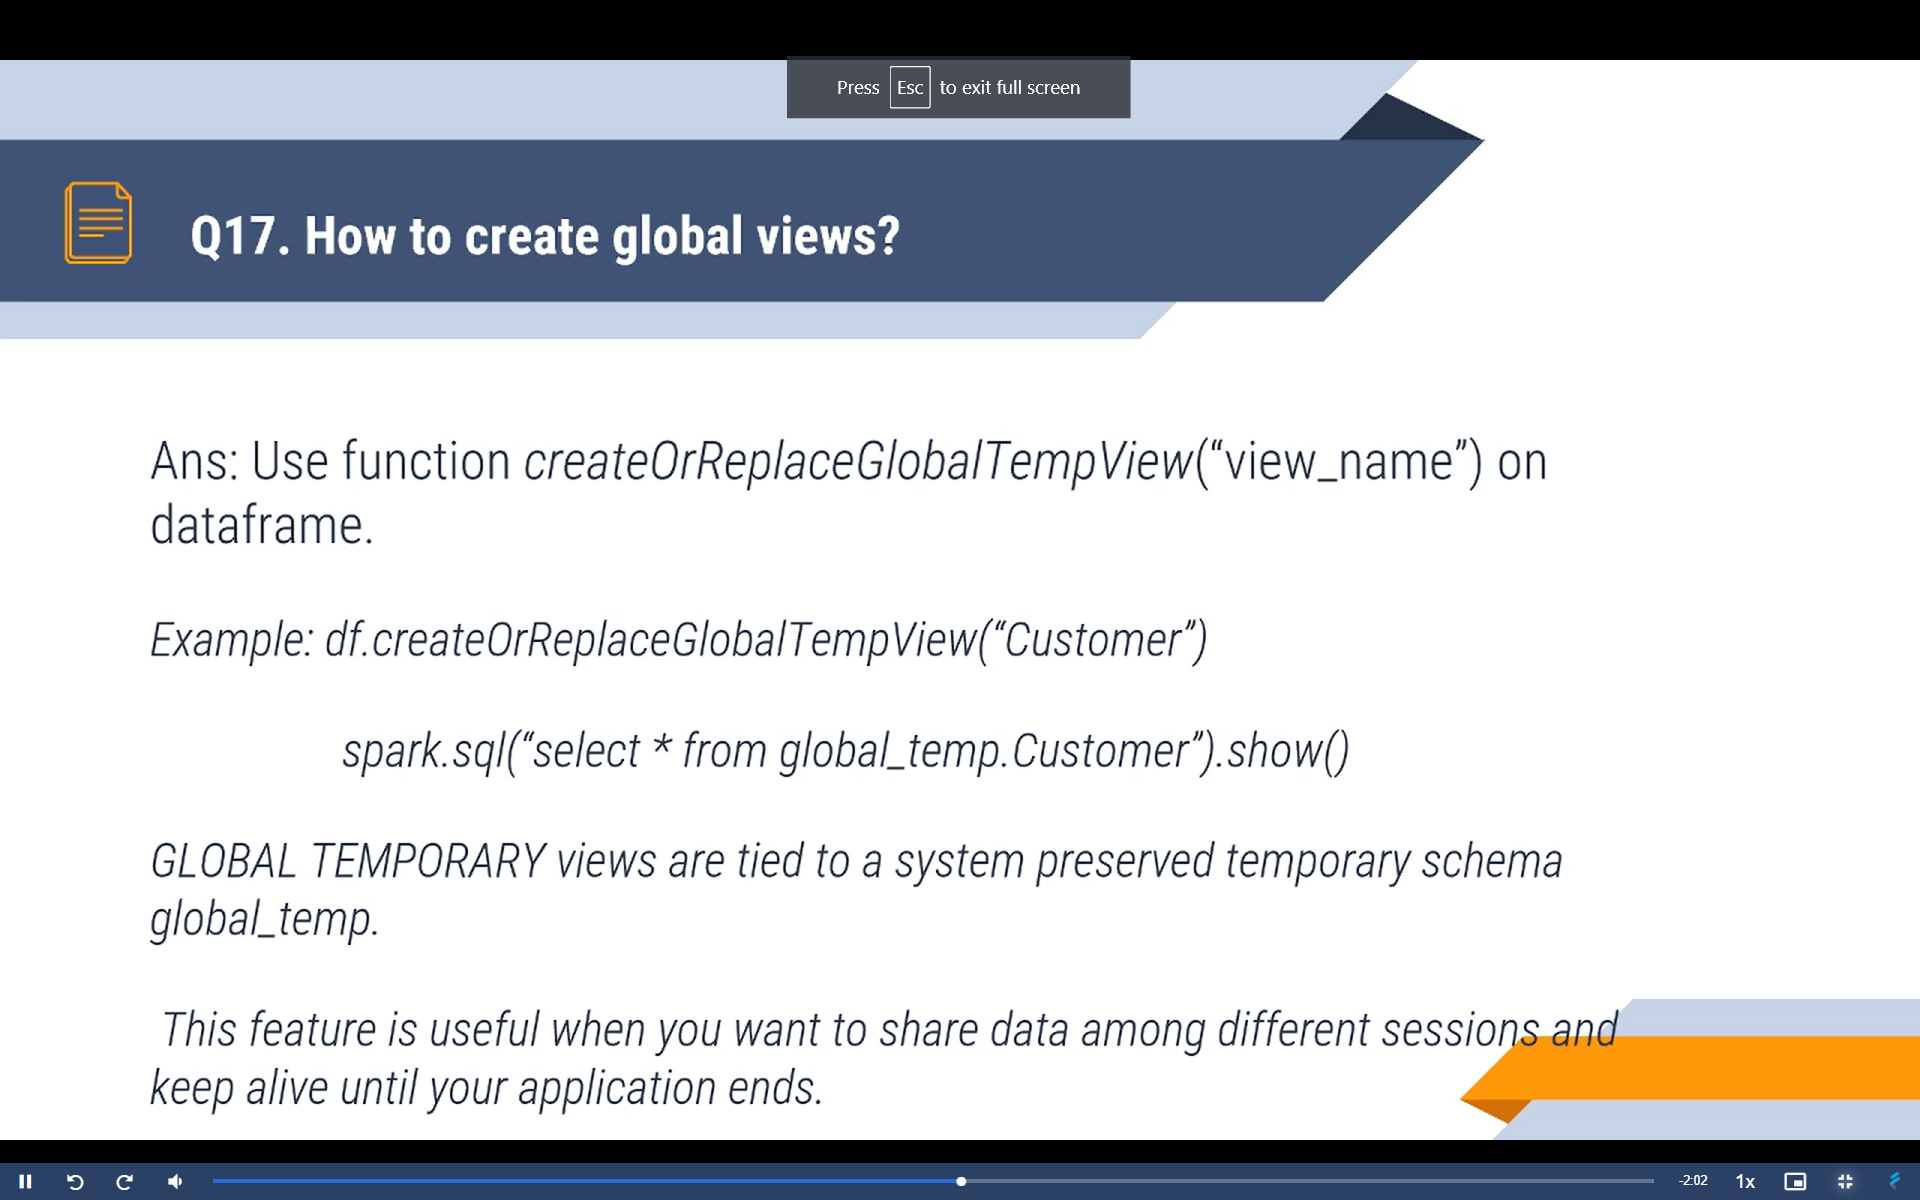 Press Esc to exit full screen
Q17. How to create global views?
Ans: Use function createOrReplaceGlobalTempView(“view_name”) on
dataframe.
Example: df.createOrReplaceGlobalTempView(“Customer”)
spark.sql(“select * from global_temp.Customer”).show()
GLOBAL TEMPORARY views are tied to a system preserved temporary schema
global_temp.
This feature is useful when you want to share data among different sessions and
keep alive until your application ends.
-2:02 1x